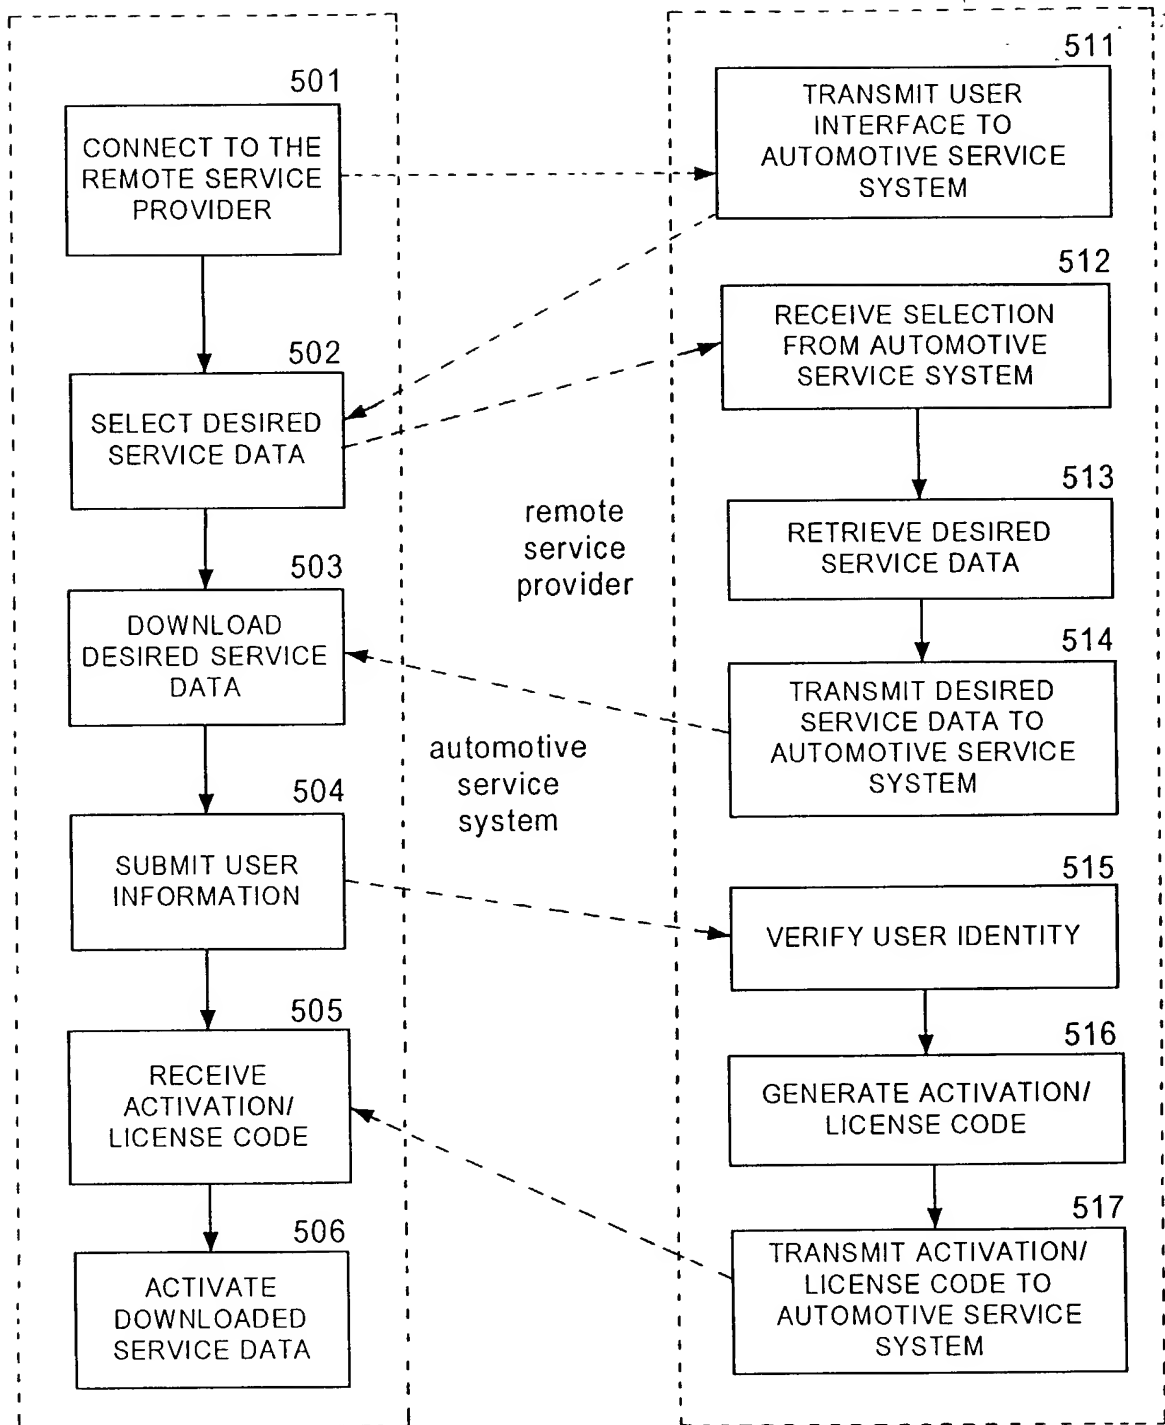 501
CONNECT TO THE
REMOTE SERVICE
PROVIDER
502
SELECT DESIRED
SERVICE DATA
503
DOWNLOAD
DESIRED SERVICE
DATA
504
SUBMIT USER
INFORMATION
505
RECEIVE
ACTIVATION/
LICENSE CODE
506
ACTIVATE
DOWNLOADED
SERVICE DATA
remote
service
provider
automotive
service
system
511
TRANSMIT USER
INTERFACE TO
AUTOMOTIVE SERVICE
SYSTEM
512
RECEIVE SELECTION
FROM AUTOMOTIVE
SERVICE SYSTEM
513
RETRIEVE DESIRED
SERVICE DATA
514
TRANSMIT DESIRED
SERVICE DATA TO
AUTOMOTIVE SERVICE
SYSTEM
515
VERIFY USER IDENTITY
516
GENERATE ACTIVATION/
LICENSE CODE
517
TRANSMIT ACTIVATION/
LICENSE CODE TO
AUTOMOTIVE SERVICE
SYSTEM